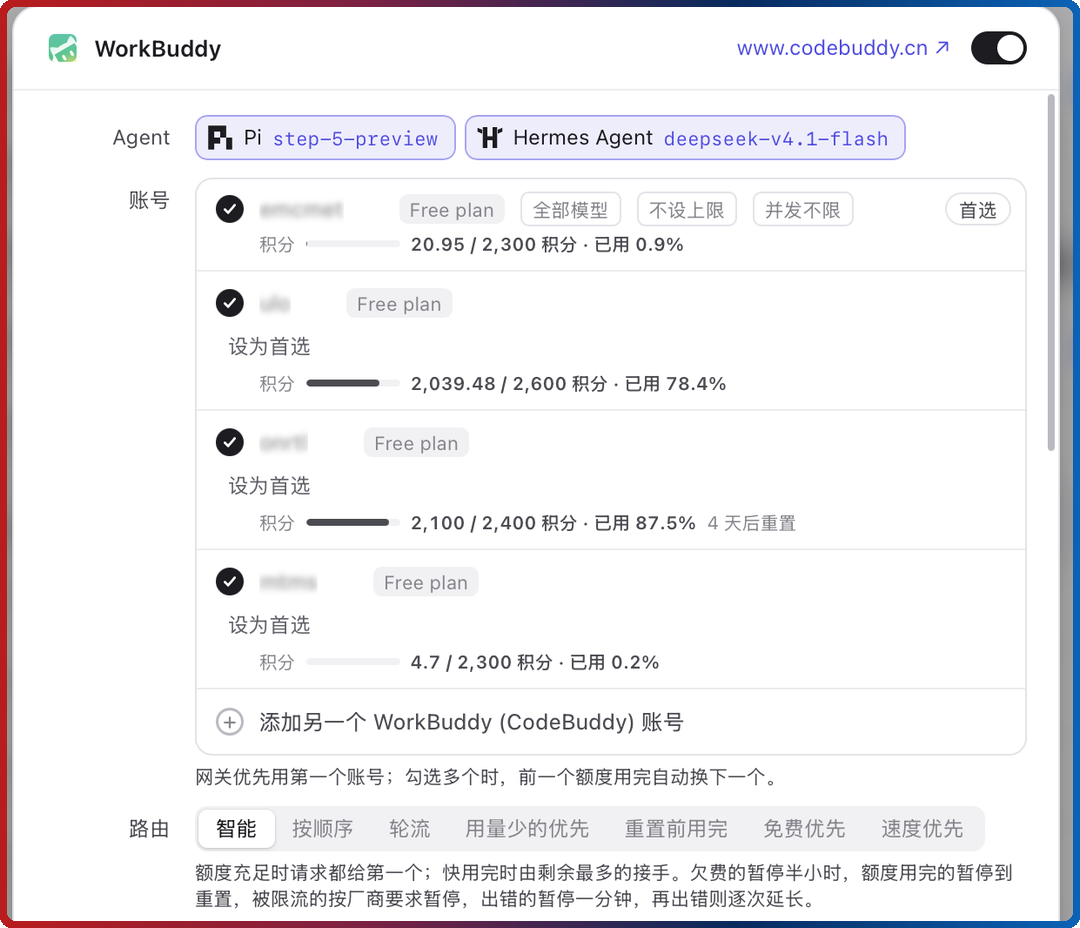 WorkBuddy
www.codebuddy.cn ↗
Agent
Pi step-5-preview
Hermes Agent deepseek-v4.1-flash
账号
Free plan 全部模型 不设上限 并发不限 首选
积分 20.95 / 2,300 积分 · 已用 0.9%
Free plan
设为首选
积分 2,039.48 / 2,600 积分 · 已用 78.4%
Free plan
设为首选
积分 2,100 / 2,400 积分 · 已用 87.5% 4 天后重置
Free plan
设为首选
积分 4.7 / 2,300 积分 · 已用 0.2%
添加另一个 WorkBuddy (CodeBuddy) 账号
网关优先用第一个账号；勾选多个时，前一个额度用完自动换下一个。
路由
智能 按顺序 轮流 用量少的优先 重置前用完 免费优先 速度优先
额度充足时请求都给第一个；快用完时由剩余最多的接手。欠费的暂停半小时，额度用完的暂停到
重置，被限流的按厂商要求暂停，出错的暂停一分钟，再出错则逐次延长。